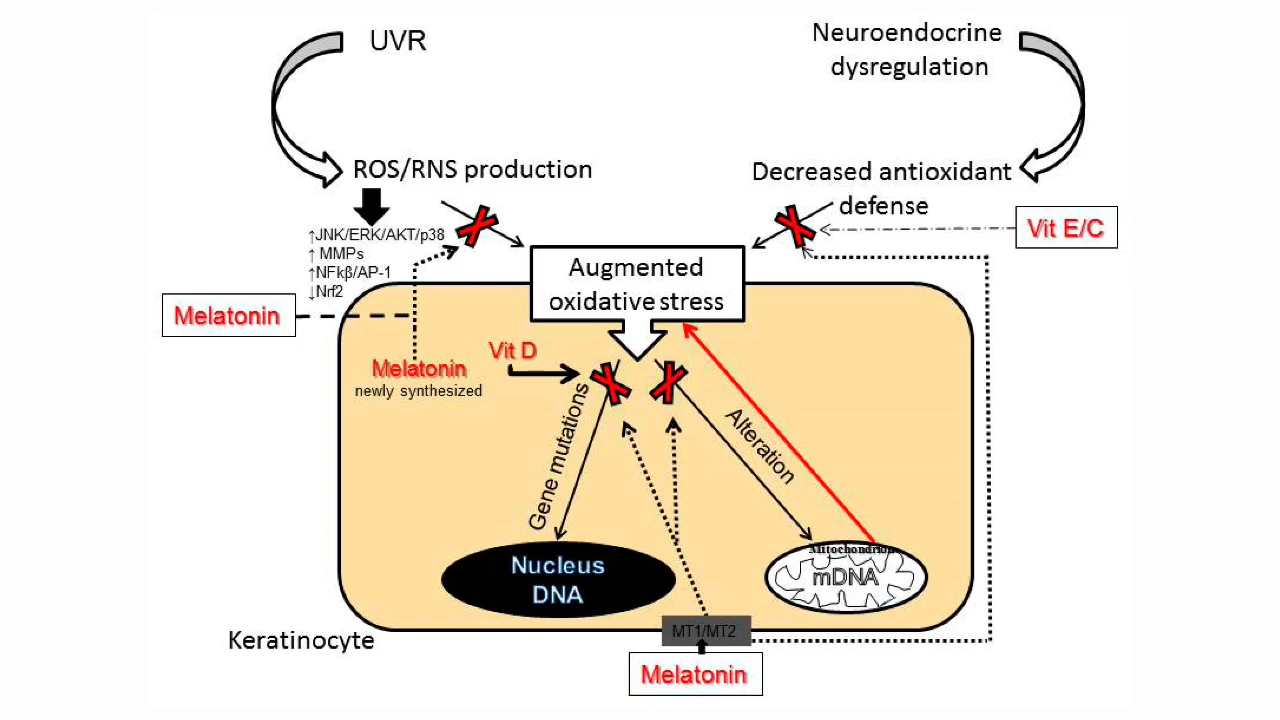 UVR
Neuroendocrine
dysregulation
ROS/RNS production
Decreased antioxidant
defense
↑JNK/ERK/AKT/p38
↑ MMPs
↑NFkβ/AP-1
↓Nrf2
Vit E/C
Augmented
oxidative stress
Melatonin
Melatonin
newly synthesized
Vit D
Gene mutations
Alteration
Nucleus
DNA
Mitochondrion
mDNA
Keratinocyte
MT1/MT2
Melatonin